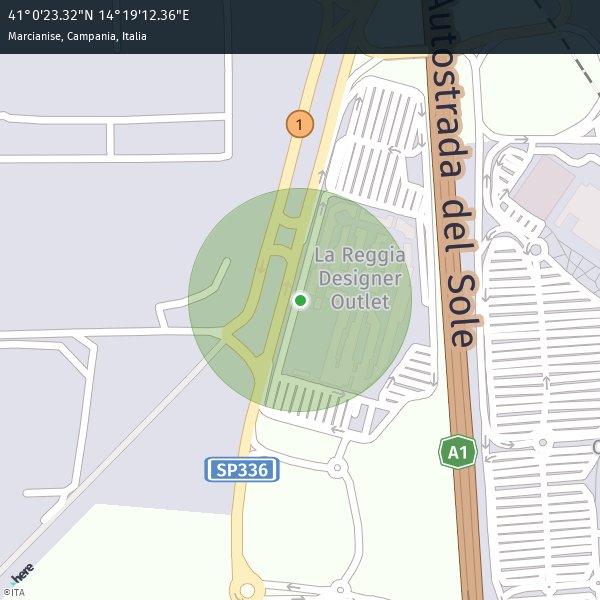 41°0'23.32"N 14°19'12.36"E
Marcianise, Campania, Italia
Autostrada del Sole
1
La Reggia
Designer
Outlet
A1
SP336
C
here
©ITA